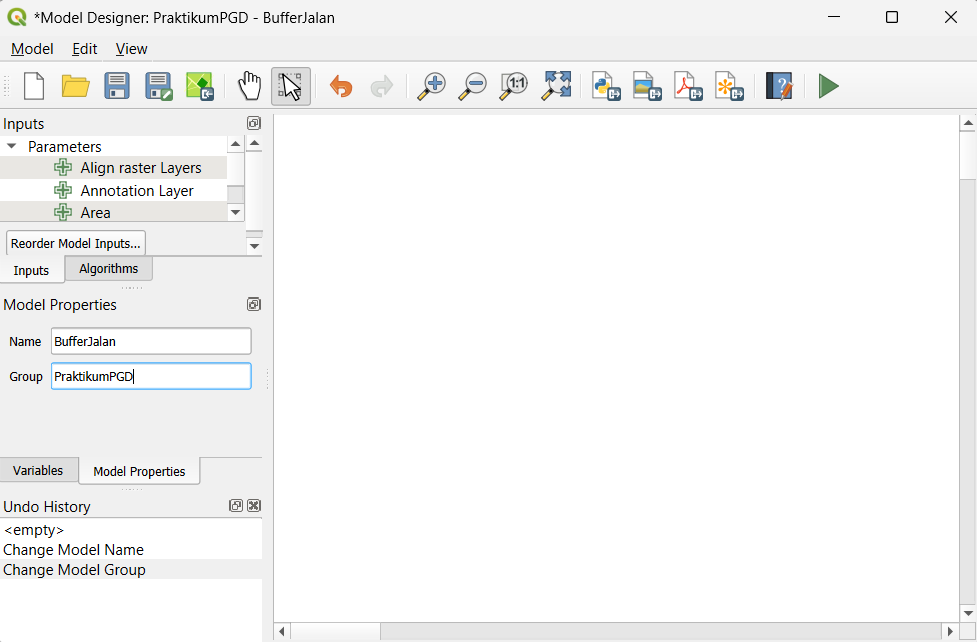 *Model Designer: PraktikumPGD - BufferJalan
Model Edit View
1:1
Inputs
Parameters
Align raster Layers
Annotation Layer
Area
Reorder Model Inputs...
Inputs Algorithms
Model Properties
Name BufferJalan
Group PraktikumPGD
Variables Model Properties
Undo History
<empty>
Change Model Name
Change Model Group